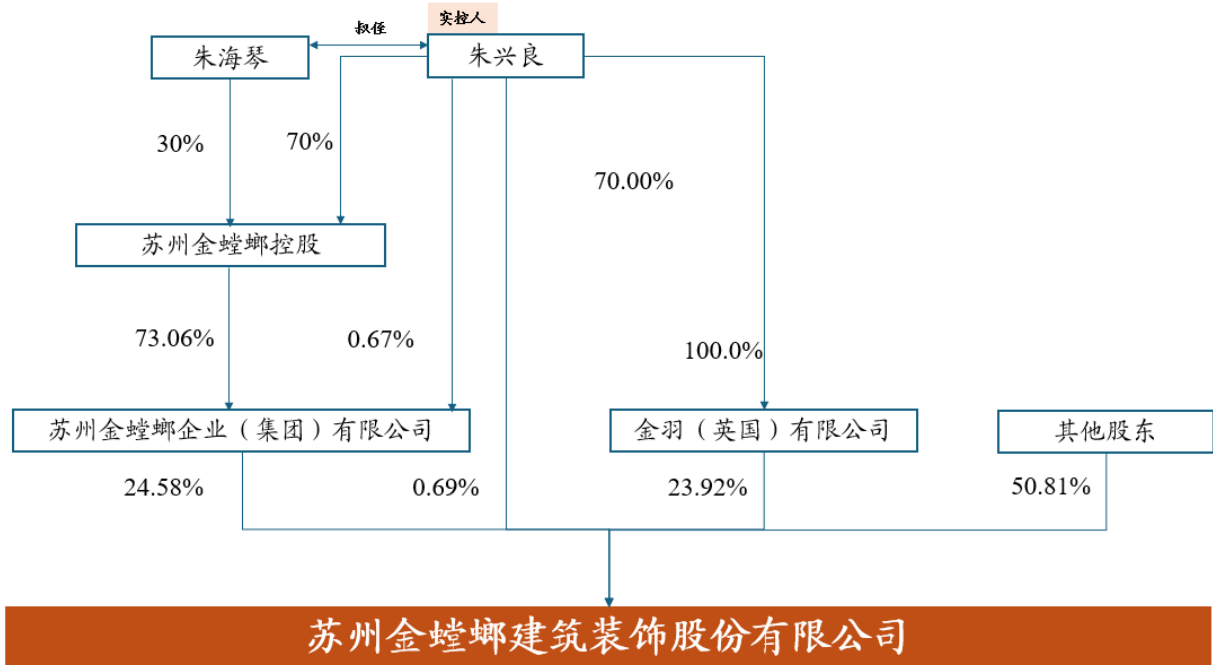 实控人
叔侄
朱海琴
朱兴良
30%
70%
70.00%
苏州金螳螂控股
73.06%
0.67%
100.0%
苏州金螳螂企业（集团）有限公司
金羽（英国）有限公司
其他股东
24.58%
0.69%
23.92%
50.81%
苏州金螳螂建筑装饰股份有限公司